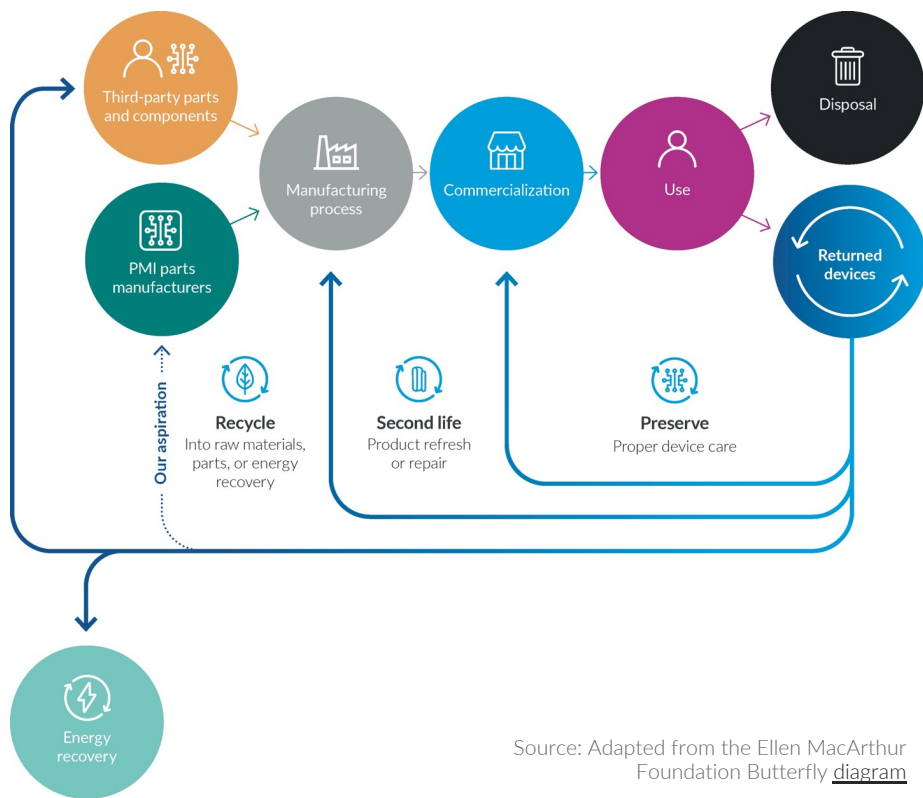 Third-party parts
and components
Disposal
Manufacturing
process
Commercialization
Use
PMI parts
manufacturers
Returned
devices
Our aspiration
Recycle
Into raw materials,
parts, or energy
recovery
Second life
Product refresh
or repair
Preserve
Proper device care
Energy
recovery
Source: Adapted from the Ellen MacArthur
Foundation Butterfly diagram